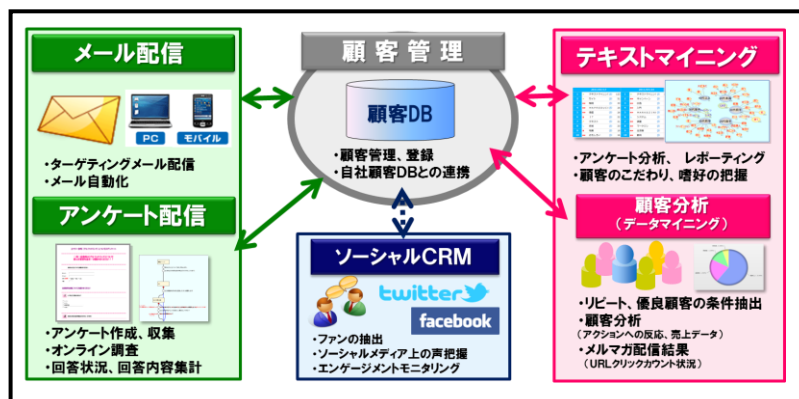 メール配信
PC
モバイル
・ターゲティングメール配信
・メール自動化
アンケート配信
・アンケート作成、収集
・オンライン調査
・回答状況、回答内容集計
顧客管理
顧客DB
・顧客管理、登録
・自社顧客DBとの連携
ソーシャルCRM
twitter
facebook
・ファンの抽出
・ソーシャルメディア上の声把握
・エンゲージメントモニタリング
テキストマイニング
・アンケート分析、レポーティング
・顧客のこだわり、嗜好の把握
顧客分析
（データマイニング）
・リピート、優良顧客の条件抽出
・顧客分析
（アクションへの反応、売上データ）
・メルマガ配信結果
（URLクリックカウント状況）